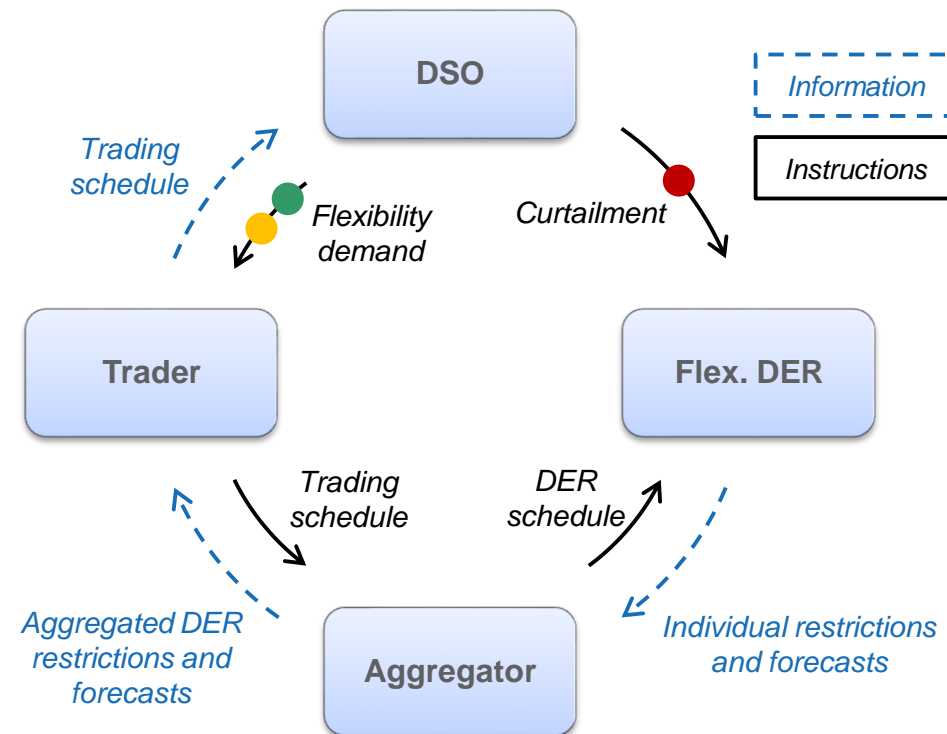 DSO
Information
Instructions
Trading
schedule
Flexibility
demand
Curtailment
Trader
Flex. DER
Trading
schedule
DER
schedule
Aggregated DER
restrictions and
forecasts
Individual restrictions
and forecasts
Aggregator